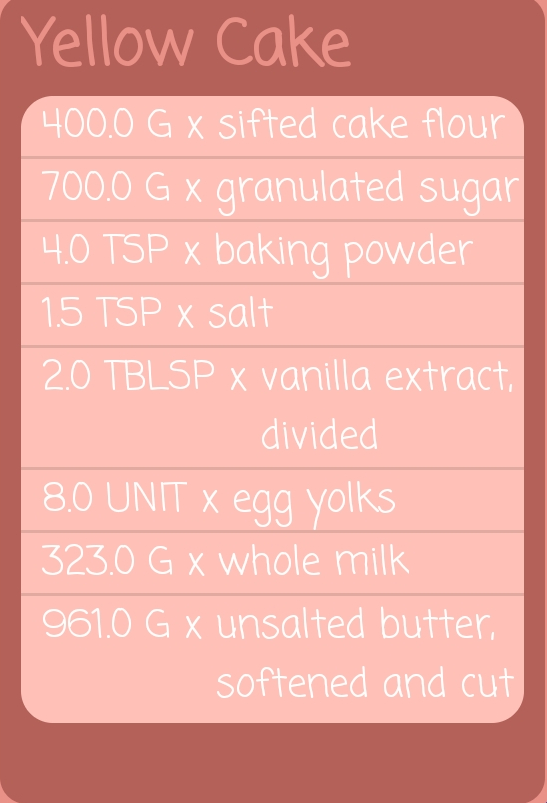 Yellow Cake
400.0 G x sifted cake flour
700.0 G x granulated sugar
4.0 TSP x baking powder
1.5 TSP x salt
2.0 TBLSP x vanilla extract,
divided
8.0 UNIT x egg yolks
323.0 G x whole milk
961.0 G x unsalted butter,
softened and cut